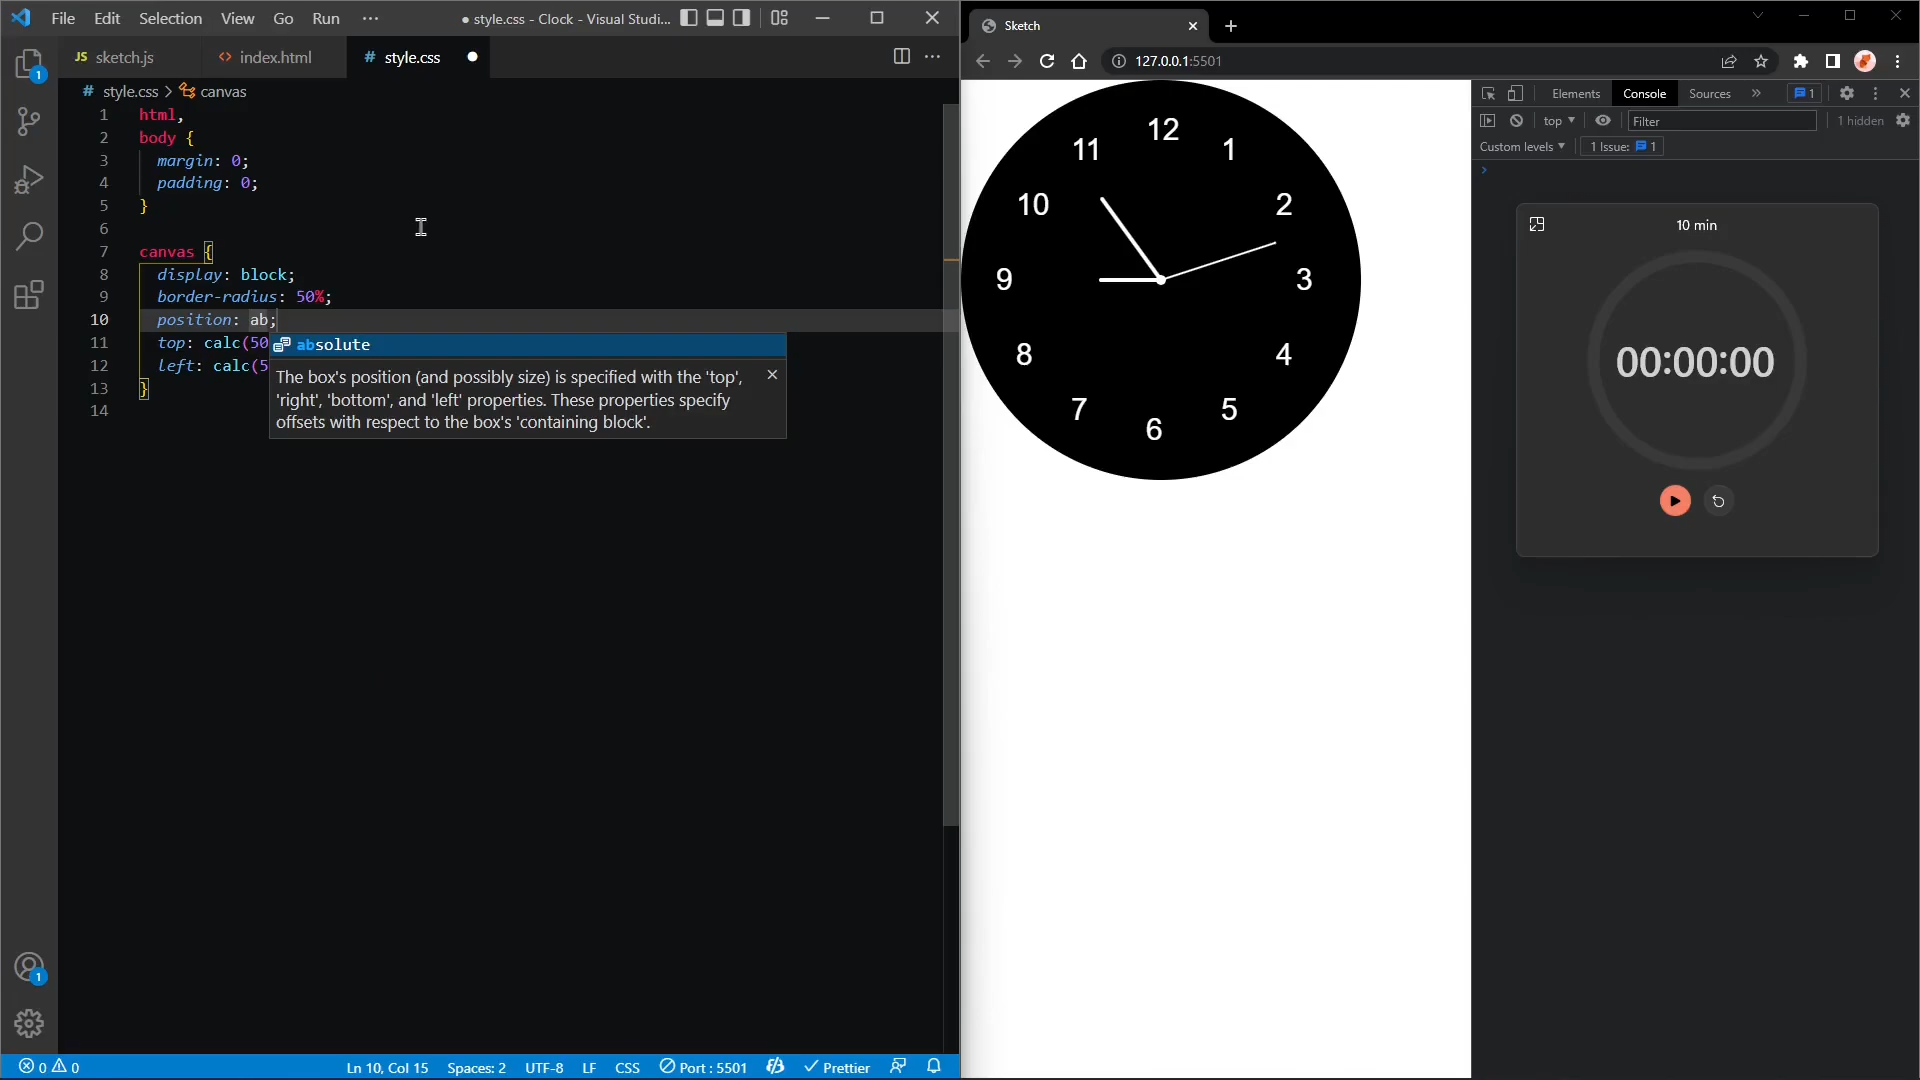 File Edit Selection View Go Run ··· ● style.css - Clock - Visual Studi...
JS sketch.js <> index.html # style.css ●
# style.css > canvas
1 html,
2 body {
3 margin: 0;
4 padding: 0;
5 }
6
7 canvas {
8 display: block;
9 border-radius: 50%;
10 position: ab;
11 top: calc(50
12 left: calc(5
13 }
14
absolute
The box's position (and possibly size) is specified with the 'top',
'right', 'bottom', and 'left' properties. These properties specify
offsets with respect to the box's 'containing block'.
1
1
0 0 Ln 10, Col 15 Spaces: 2 UTF-8 LF CSS Port : 5501 Prettier
Sketch
127.0.0.1:5501
12
11 1
10 2
9 3
8 4
7 5
6
Elements Console Sources » 1
top Filter 1 hidden
Custom levels 1 Issue: 1
10 min
00:00:00